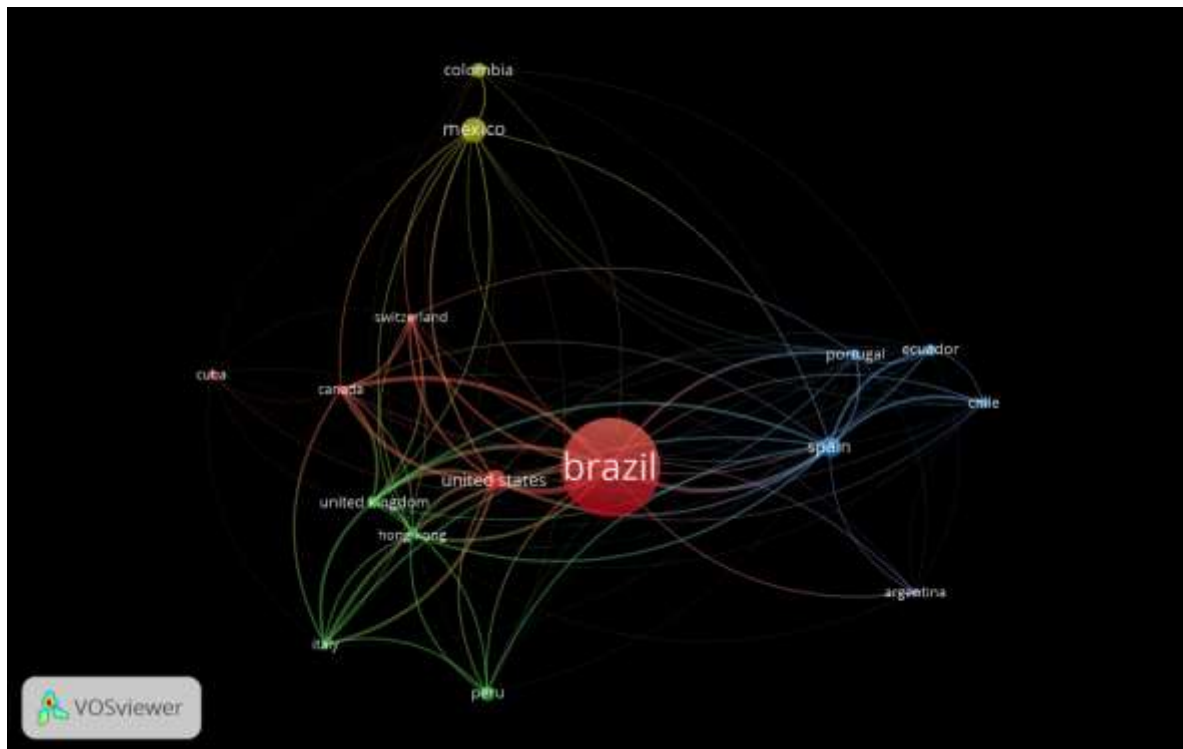 colombia
mexico
switzerland
cuba
canada
portugal
ecuador
chile
spain
brazil
united states
united kingdom
hong kong
argentina
italy
peru
VOSviewer